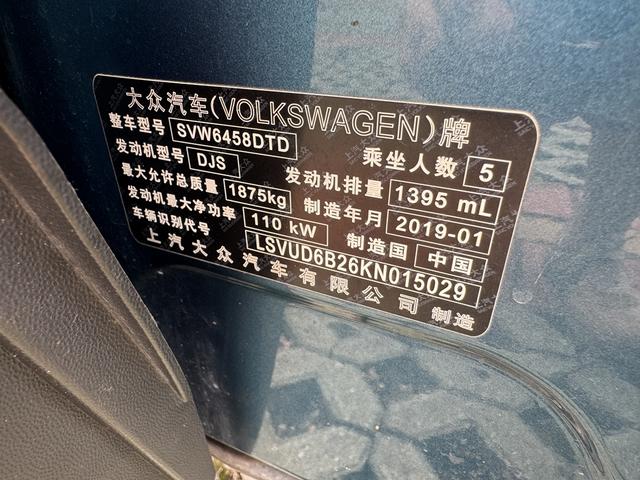 大众汽车(VOLKSWAGEN)牌
整车型号 SVW6458DTD 乘坐人数 5
发动机型号 DJS 发动机排量 1395 mL
最大允许总质量 1875kg 制造年月 2019-01
发动机最大净功率 110 kW 制造国 中国
车辆识别代号 LSVUD6B26KN015029
上汽大众汽车有限公司 制造